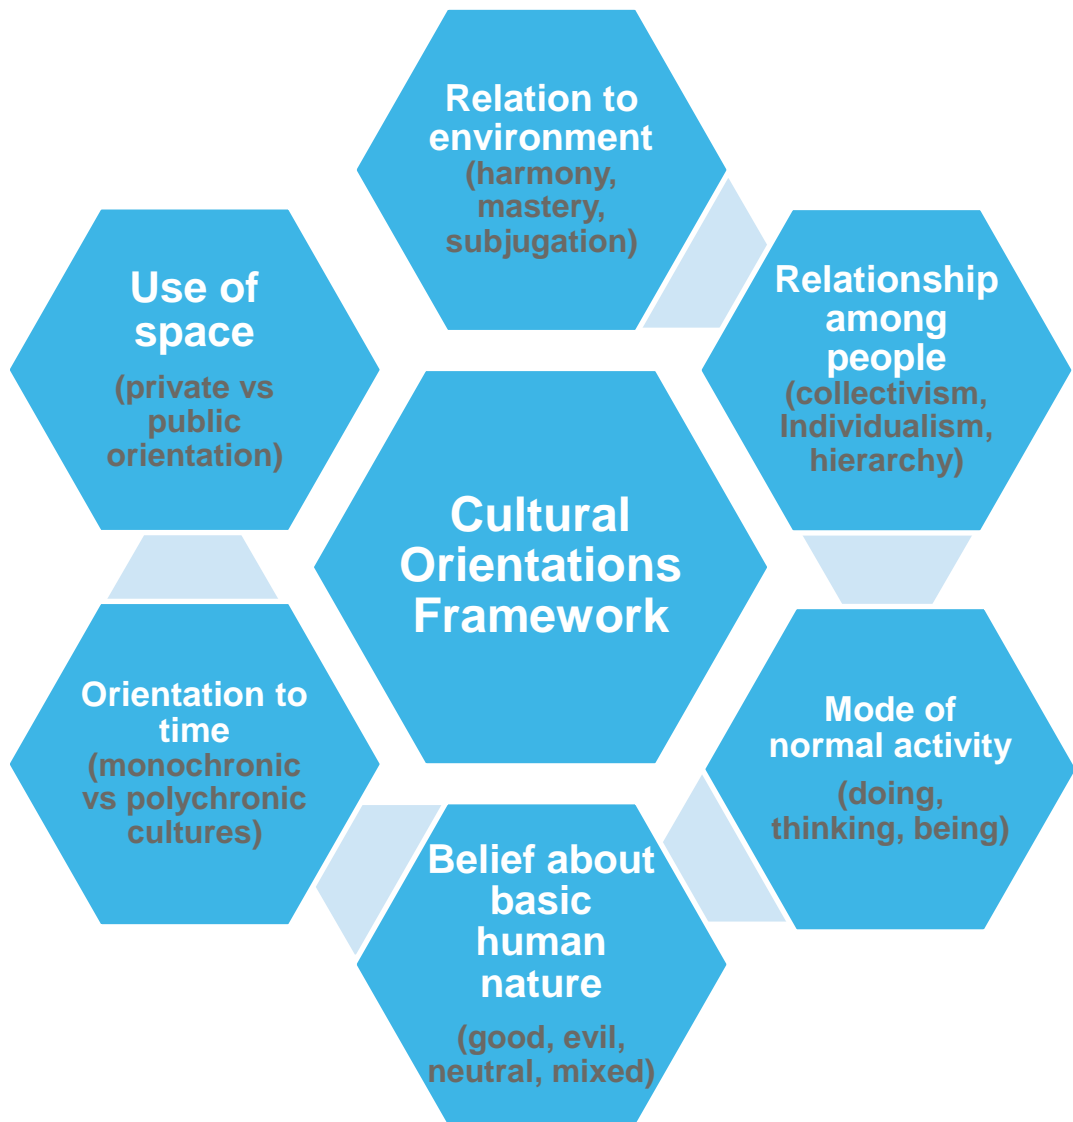 Relation to
environment
(harmony,
mastery,
subjugation)
Relationship
among
people
(collectivism,
Individualism,
hierarchy)
Mode of
normal activity
(doing,
thinking, being)
Belief about
basic
human
nature
(good, evil,
neutral, mixed)
Orientation to
time
(monochronic
vs polychronic
cultures)
Use of
space
(private vs
public
orientation)
Cultural
Orientations
Framework